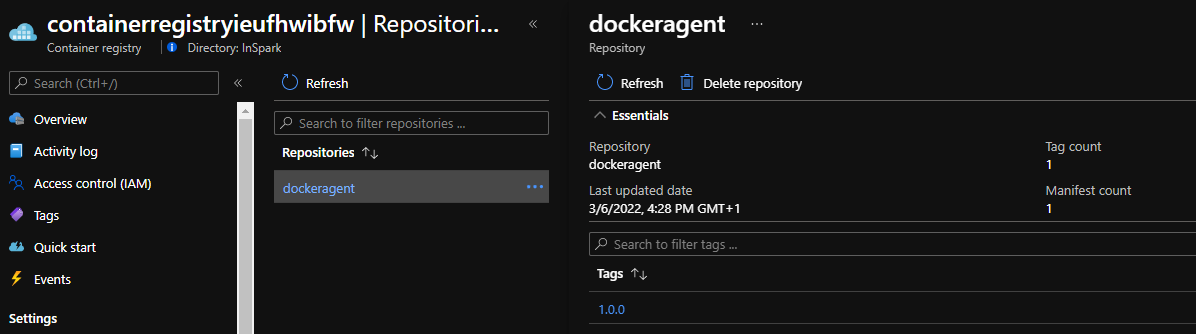 containerregistryieufhwibfw | Repositori...
Container registry
Directory: InSpark
Search (Ctrl+/)
Overview
Activity log
Access control (IAM)
Tags
Quick start
Events
Settings
Refresh
Search to filter repositories ...
Repositories
dockeragent
dockeragent
Repository
Refresh
Delete repository
Essentials
Repository
dockeragent
Tag count
1
Last updated date
3/6/2022, 4:28 PM GMT+1
Manifest count
1
Search to filter tags ...
Tags
1.0.0